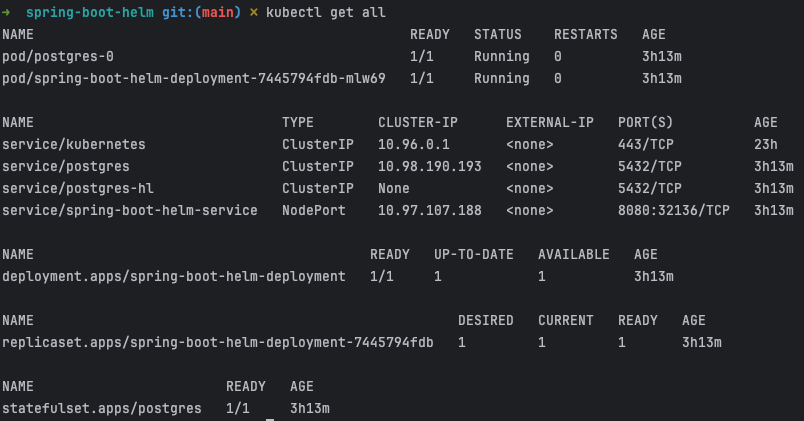 → spring-boot-helm git:(main) × kubectl get all
NAME READY STATUS RESTARTS AGE
pod/postgres-0 1/1 Running 0 3h13m
pod/spring-boot-helm-deployment-7445794fdb-mlw69 1/1 Running 0 3h13m
NAME TYPE CLUSTER-IP EXTERNAL-IP PORT(S) AGE
service/kubernetes ClusterIP 10.96.0.1 <none> 443/TCP 23h
service/postgres ClusterIP 10.98.190.193 <none> 5432/TCP 3h13m
service/postgres-hl ClusterIP None <none> 5432/TCP 3h13m
service/spring-boot-helm-service NodePort 10.97.107.188 <none> 8080:32136/TCP 3h13m
NAME READY UP-TO-DATE AVAILABLE AGE
deployment.apps/spring-boot-helm-deployment 1/1 1 1 3h13m
NAME DESIRED CURRENT READY AGE
replicaset.apps/spring-boot-helm-deployment-7445794fdb 1 1 1 3h13m
NAME READY AGE
statefulset.apps/postgres 1/1 3h13m